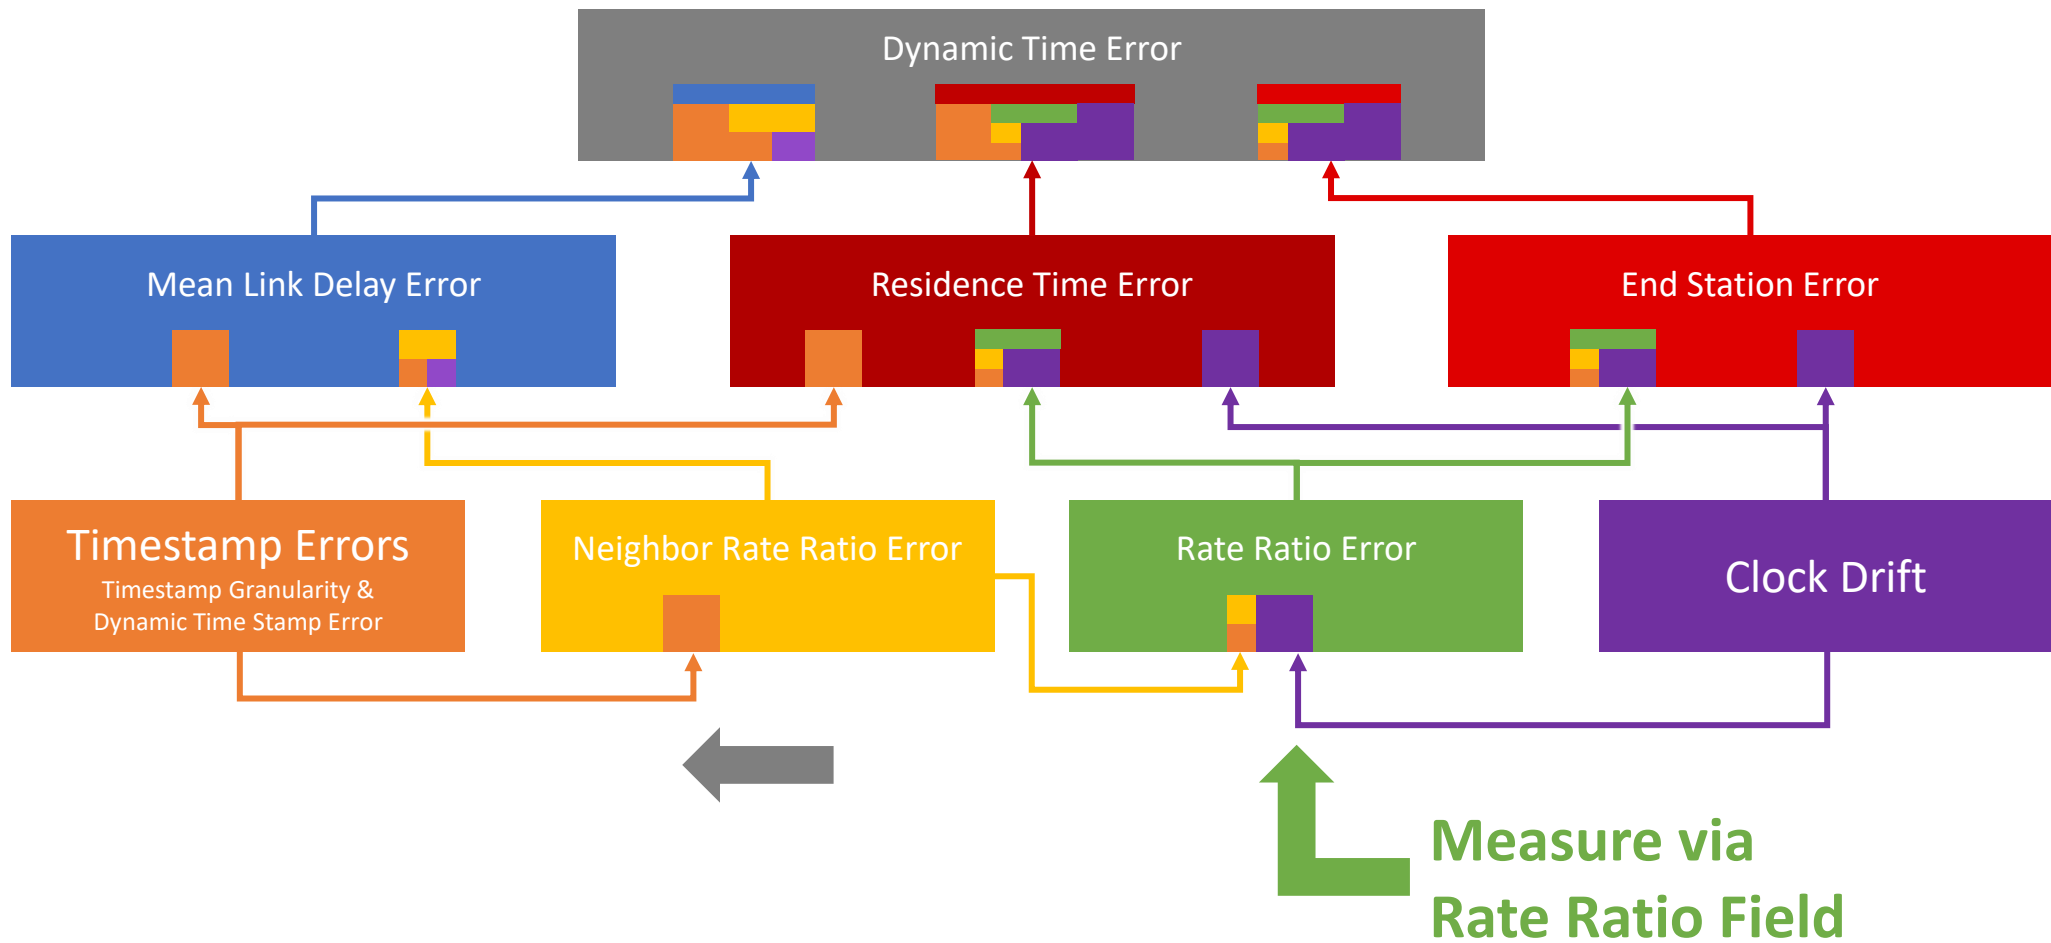 Dynamic Time Error
Mean Link Delay Error
Residence Time Error
End Station Error
Timestamp Errors
Timestamp Granularity &
Dynamic Time Stamp Error
Neighbor Rate Ratio Error
Rate Ratio Error
Clock Drift
Measure via
Rate Ratio Field